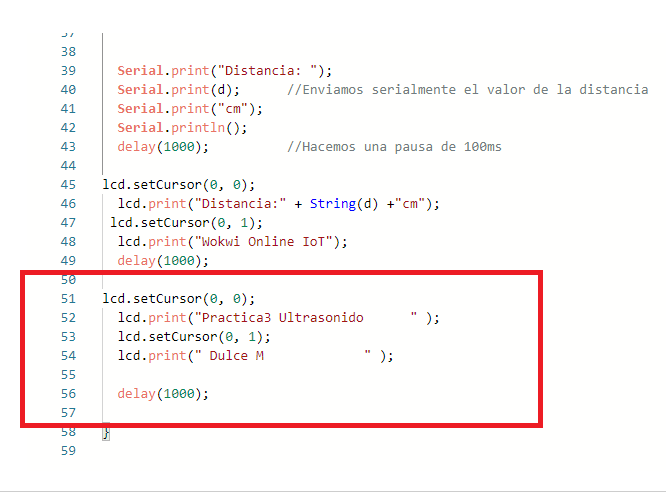 37
38
39 Serial.print("Distancia: ");
40 Serial.print(d);      //Enviamos serialmente el valor de la distancia
41 Serial.print("cm");
42 Serial.println();
43 delay(1000);          //Hacemos una pausa de 100ms
44
45 lcd.setCursor(0, 0);
46 lcd.print("Distancia:" + String(d) +"cm");
47 lcd.setCursor(0, 1);
48 lcd.print("Wokwi Online IoT");
49 delay(1000);
50
51 lcd.setCursor(0, 0);
52 lcd.print("Practica3 Ultrasonido      " );
53 lcd.setCursor(0, 1);
54 lcd.print(" Dulce M             " );
55
56 delay(1000);
57
58 }
59